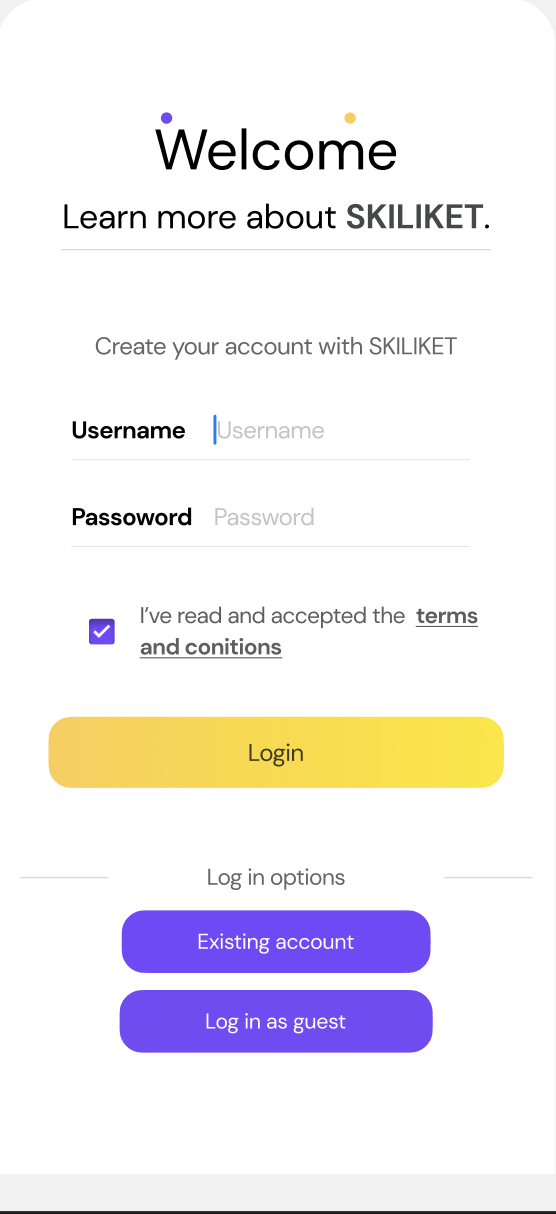 Welcome
Learn more about SKILIKET.
Create your account with SKILIKET
Username Username
Passoword Password
I've read and accepted the terms
and conitions
Login
Log in options
Existing account
Log in as guest